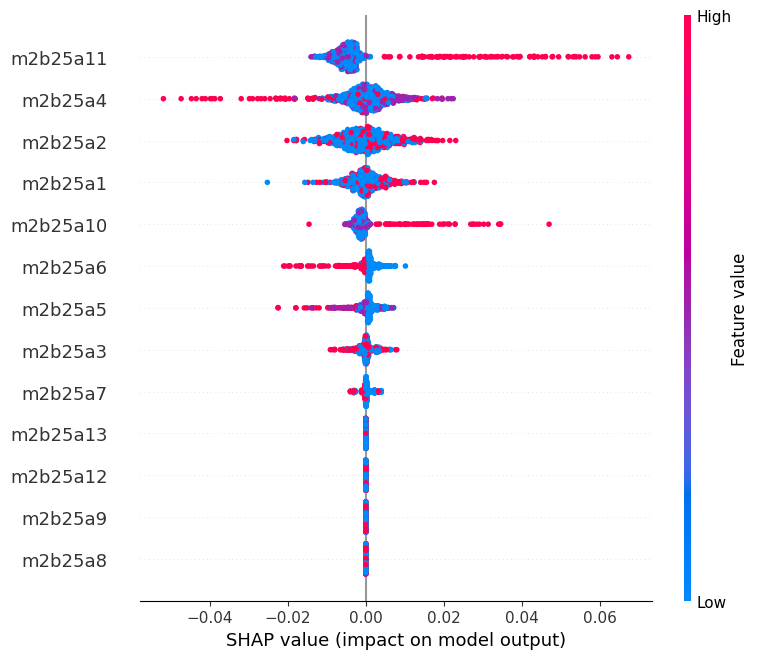 High
m2b25a11
m2b25a4
m2b25a2
m2b25a1
m2b25a10
m2b25a6
m2b25a5
m2b25a3
m2b25a7
m2b25a13
m2b25a12
m2b25a9
m2b25a8
Feature value
Low
−0.04 −0.02 0.00 0.02 0.04 0.06
SHAP value (impact on model output)